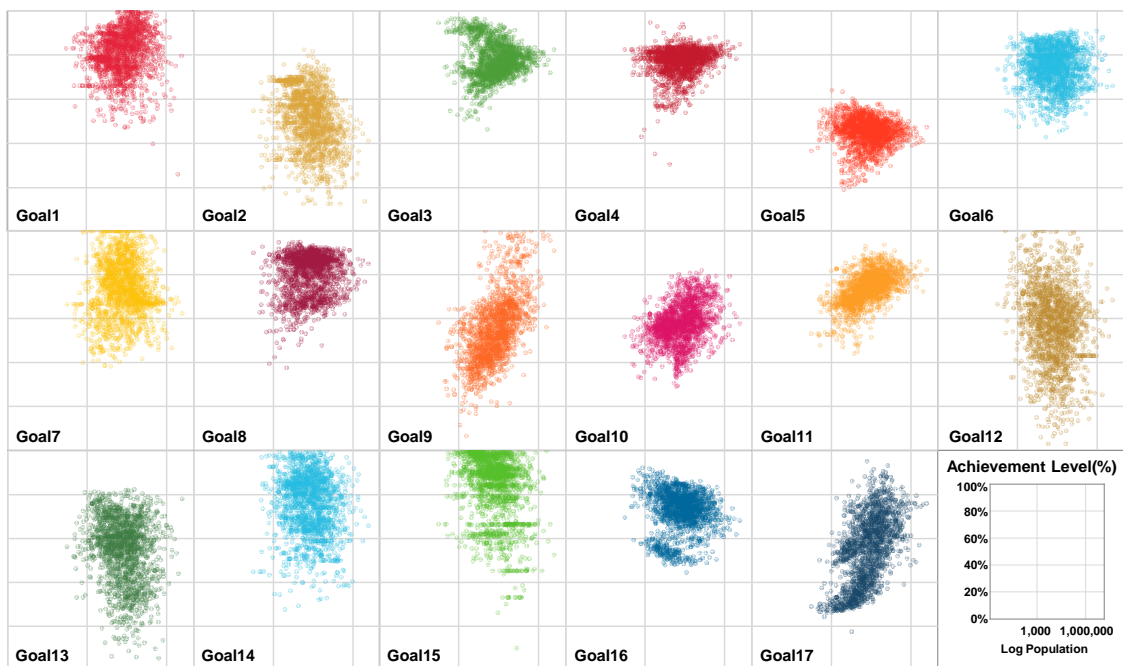 Goal1
Goal2
Goal3
Goal4
Goal5
Goal6
Goal7
Goal8
Goal9
Goal10
Goal11
Goal12
Goal13
Goal14
Goal15
Goal16
Goal17
Achievement Level(%)
100%
80%
60%
40%
20%
0%
1,000 1,000,000
Log Population